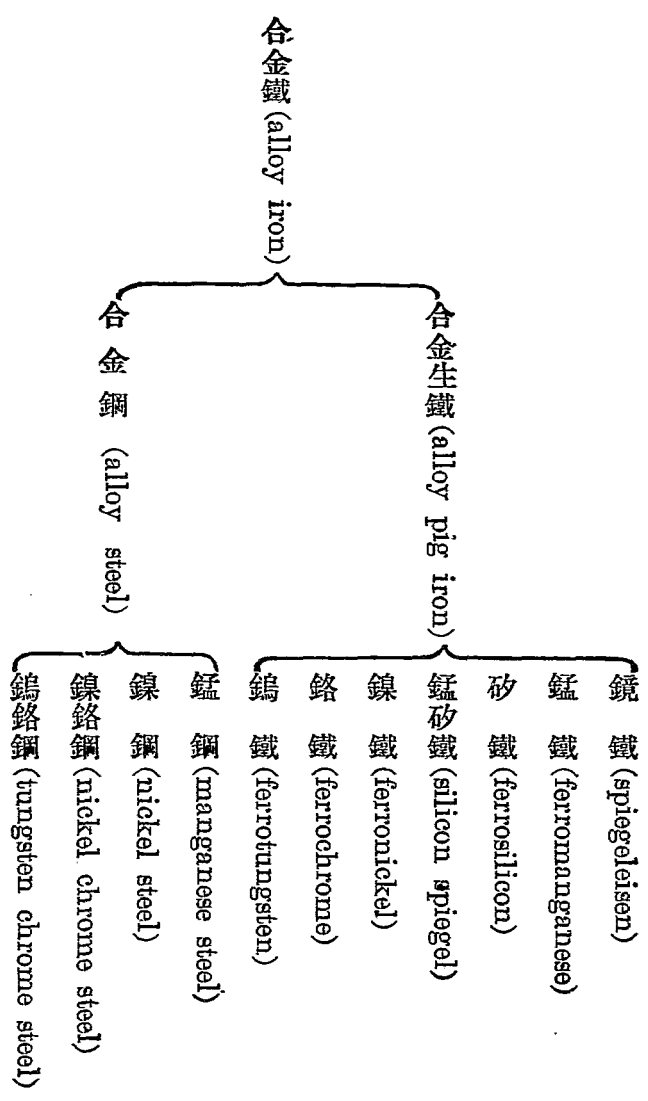 合金鐵 (alloy iron)
合金生鐵 (alloy pig iron)
鏡鐵 (spiegeleisen)
錳鐵 (ferromanganese)
矽鐵 (ferrosilicon)
錳矽鐵 (silicon spiegel)
鎳鐵 (ferronickel)
鉻鐵 (ferrochrome)
鎢鐵 (ferrotungsten)
合金鋼 (alloy steel)
錳鋼 (manganese steel)
鎳鋼 (nickel steel)
鎳鉻鋼 (nickel chrome steel)
鎢鉻鋼 (tungsten chrome steel)